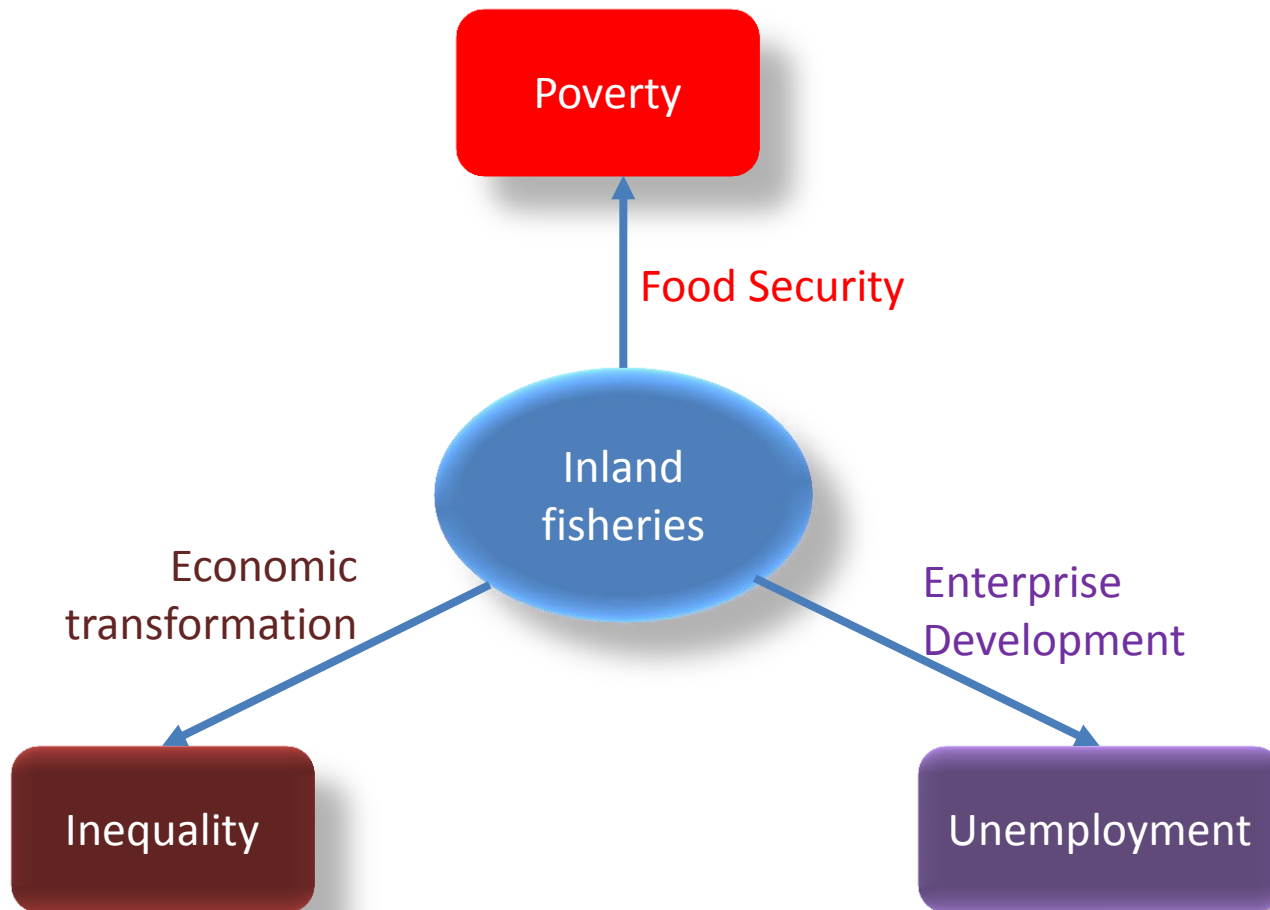 Poverty
Food Security
Inland
fisheries
Economic
transformation
Enterprise
Development
Inequality
Unemployment